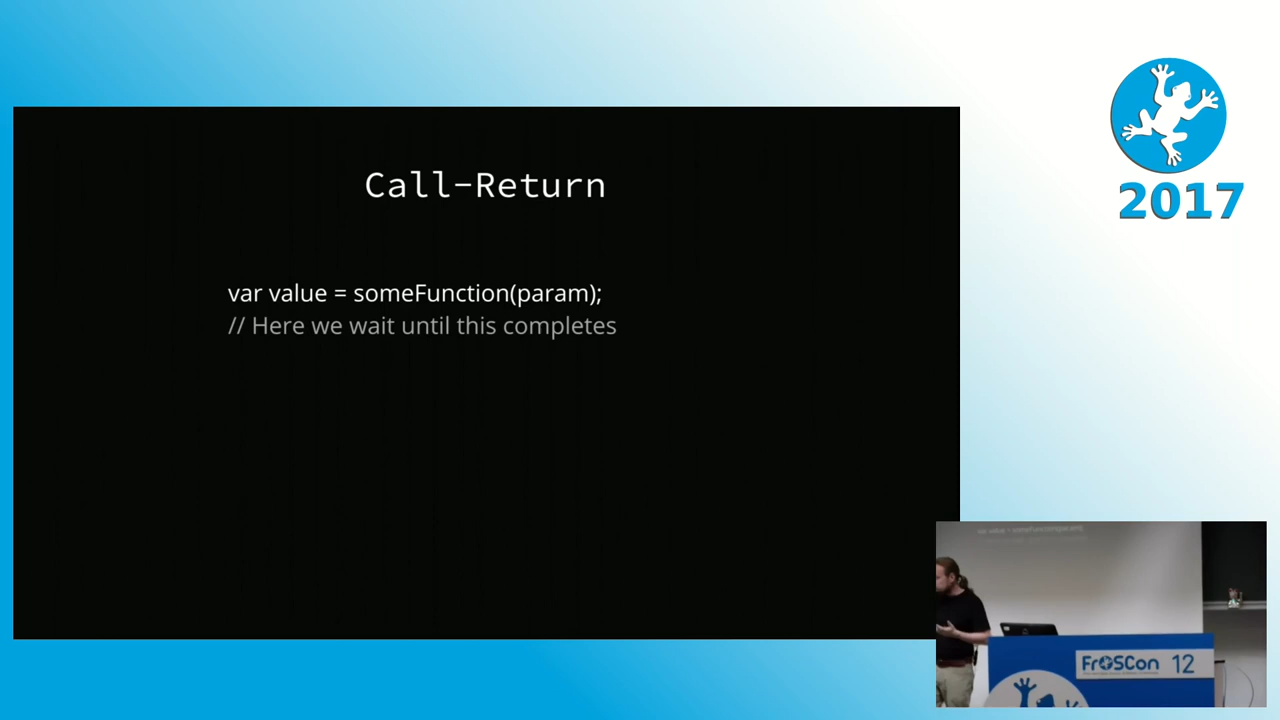 2017
Call-Return
var value = someFunction(param);
// Here we wait until this completes
FrOSCon 12